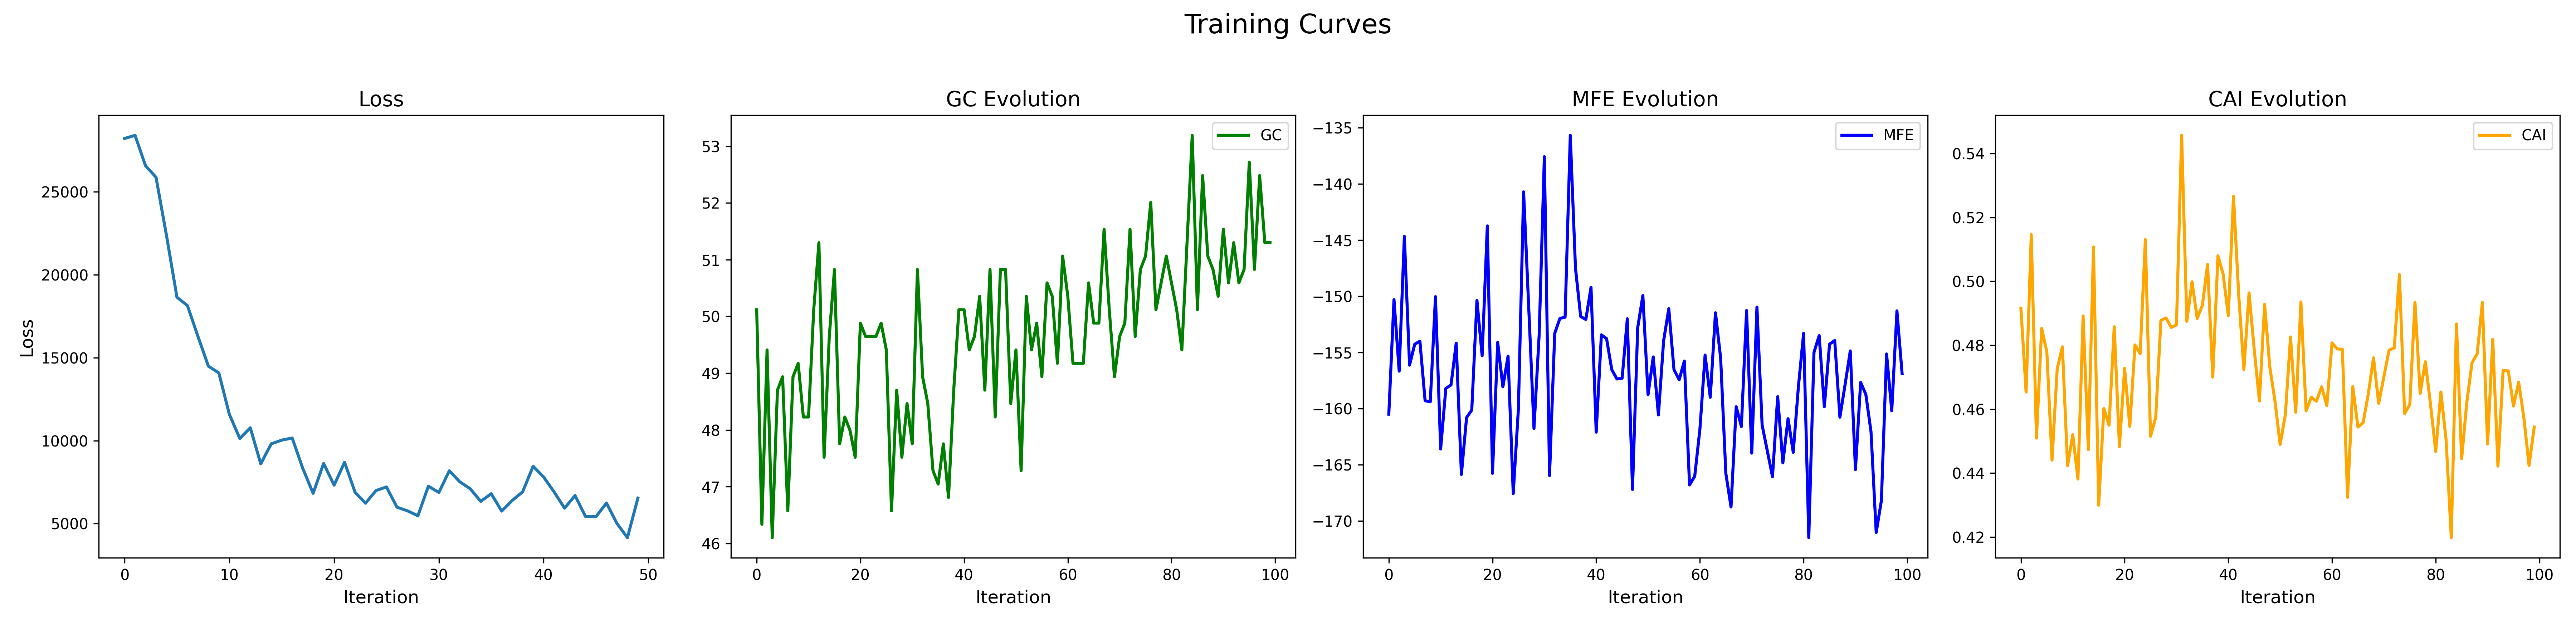 Training Curves
Loss
Loss
25000
20000
15000
10000
5000
0 10 20 30 40 50
Iteration
GC Evolution
GC
53
52
51
50
49
48
47
46
0 20 40 60 80 100
Iteration
MFE Evolution
MFE
−135
−140
−145
−150
−155
−160
−165
−170
0 20 40 60 80 100
Iteration
CAI Evolution
CAI
0.54
0.52
0.50
0.48
0.46
0.44
0.42
0 20 40 60 80 100
Iteration